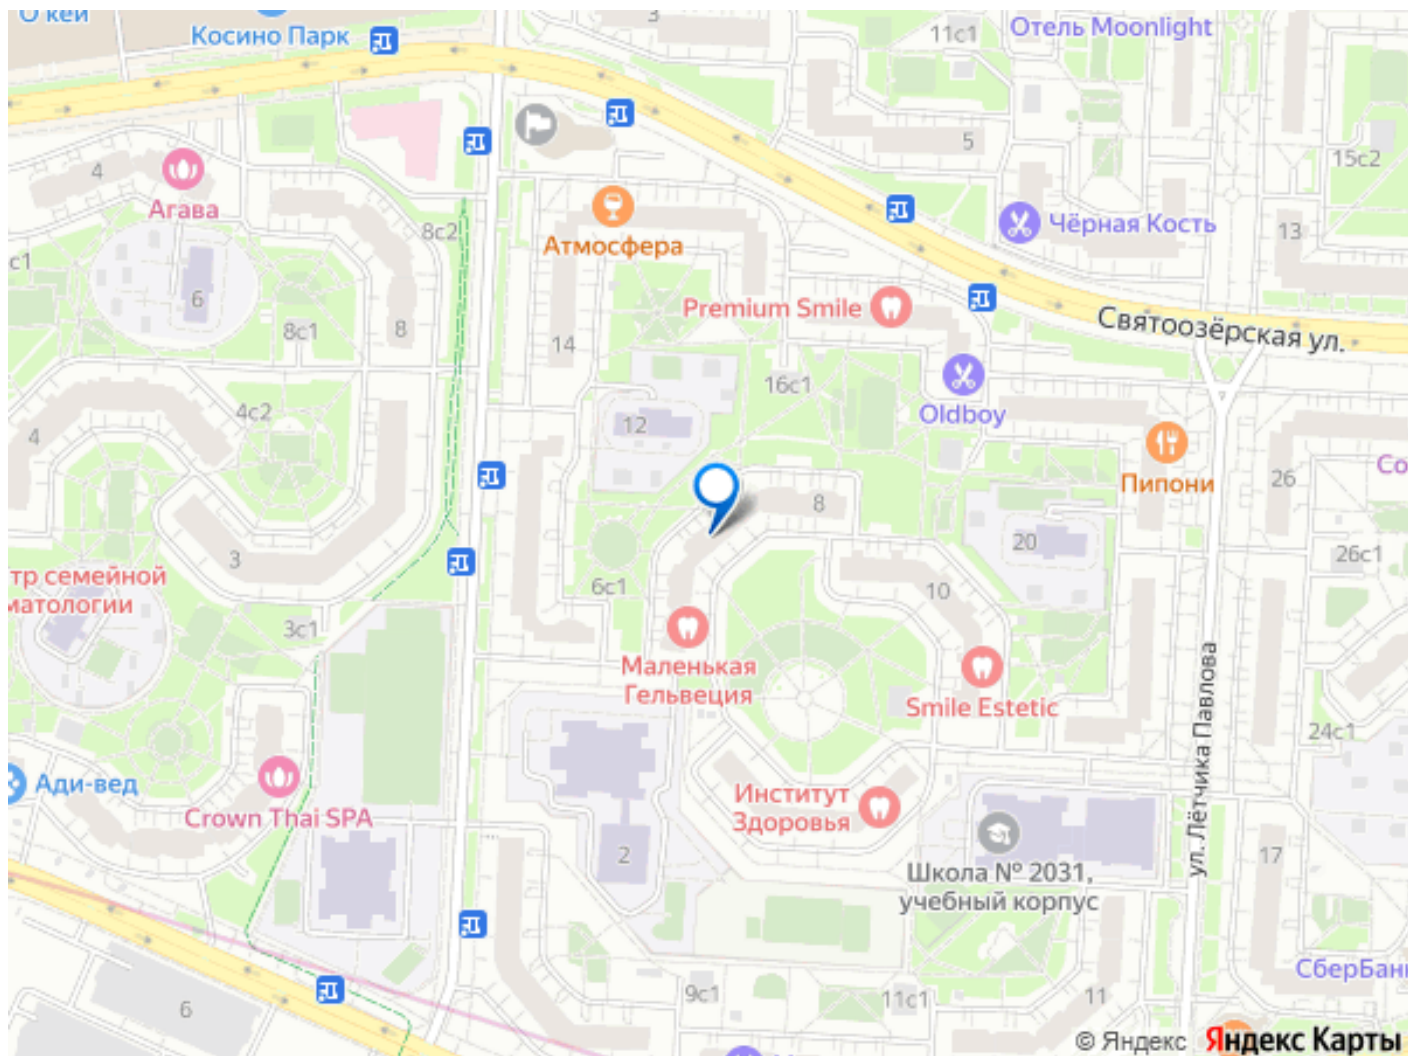 О'кей
Косино Парк
3
11с1
Отель Moonlight
5
15с2
4
Агава
8с2
Атмосфера
Чёрная Кость
13
с1
6
Premium Smile
8с1
8
Святоозёрская ул.
14
16с1
4с2
4
12
Oldboy
Пипони
26
Со
8
20
26с1
3
тр семейной
матологии
6с1
10
3с1
Маленькая
Гельвеция
Smile Estetic
ул. Лётчика Павлова
24с1
Ади-вед
Crown Thai SPA
Институт
Здоровья
2
Школа № 2031,
учебный корпус
17
СберБанк
9с1
11с1
11
6
© Яндекс Яндекс Карты